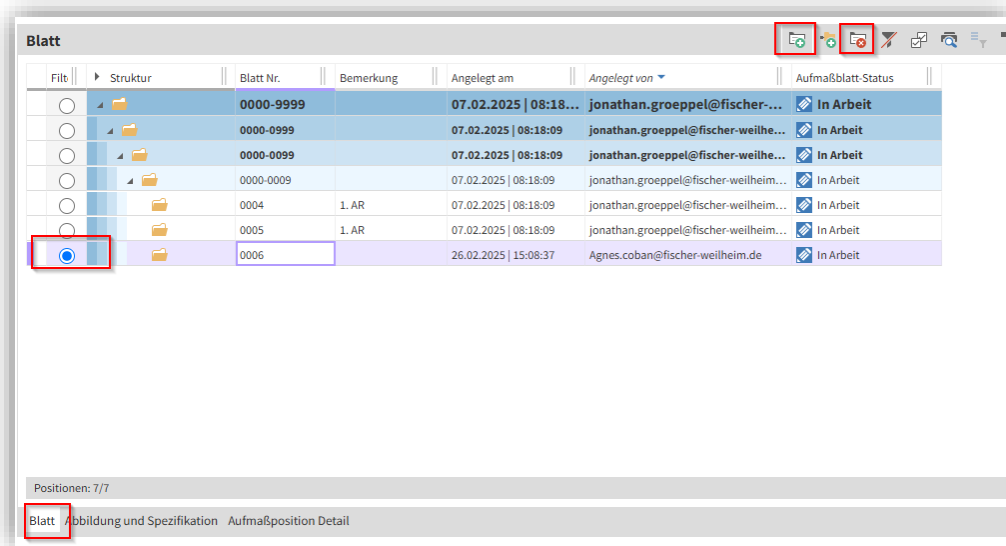 Blatt
Filt Struktur Blatt Nr. Bemerkung Angelegt am Angelegt von Aufmaßblatt-Status
0000-9999 07.02.2025 | 08:18... jonathan.groeppel@fischer-... In Arbeit
0000-0999 07.02.2025 | 08:18:09 jonathan.groeppel@fischer-weilhe... In Arbeit
0000-0099 07.02.2025 | 08:18:09 jonathan.groeppel@fischer-weilhe... In Arbeit
0000-0009 07.02.2025 | 08:18:09 jonathan.groeppel@fischer-weilheim... In Arbeit
0004 1. AR 07.02.2025 | 08:18:09 jonathan.groeppel@fischer-weilheim... In Arbeit
0005 1. AR 07.02.2025 | 08:18:09 jonathan.groeppel@fischer-weilheim... In Arbeit
0006 26.02.2025 | 15:08:37 Agnes.coban@fischer-weilheim.de In Arbeit
Positionen: 7/7
Blatt Abbildung und Spezifikation Aufmaßposition Detail